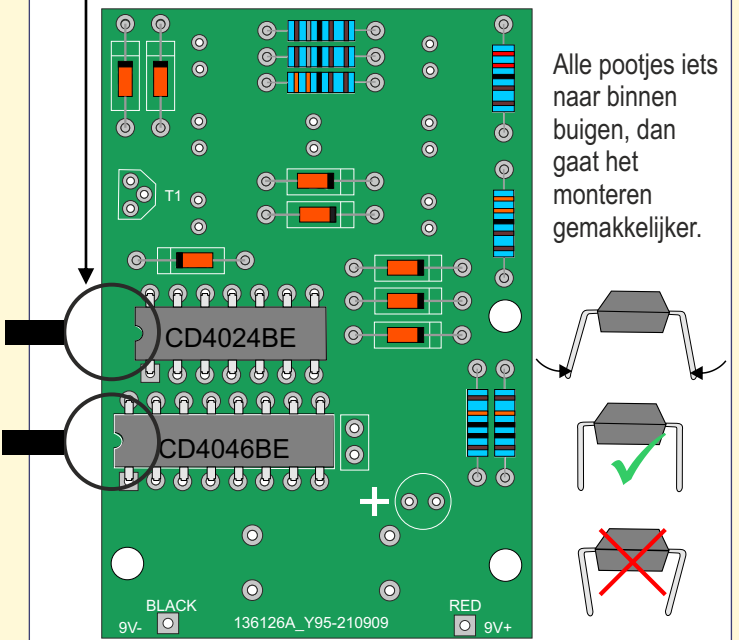 Alle pootjes iets
naar binnen
buigen, dan
gaat het
monteren
gemakkelijker.
T1
CD4024BE
CD4046BE
+
BLACK
9V-
136126A_Y95-210909
RED
9V+